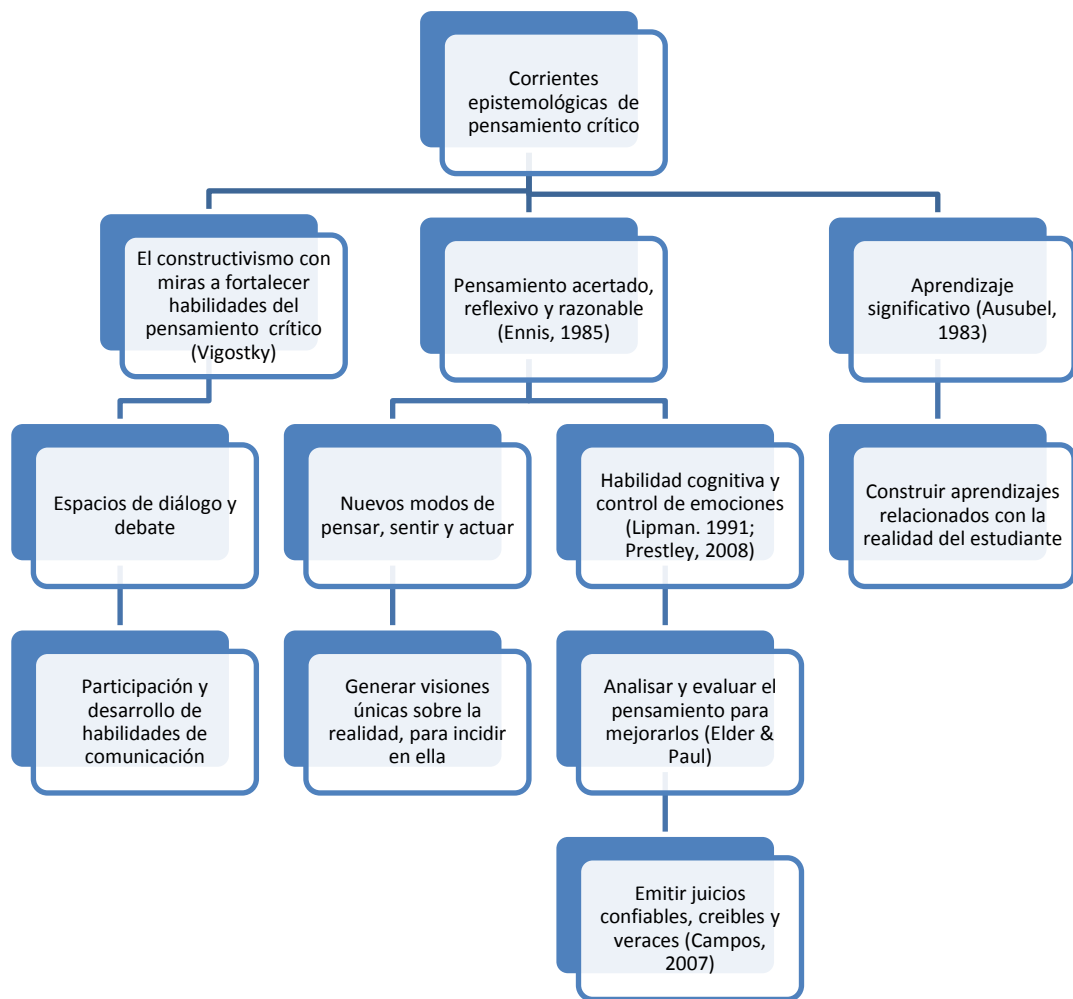 Corrientes
epistemológicas de
pensamiento crítico
El constructivismo con
miras a fortalecer
habilidades del
pensamiento crítico
(Vigostky)
Pensamiento acertado,
reflexivo y razonable
(Ennis, 1985)
Aprendizaje
significativo (Ausubel,
1983)
Espacios de diálogo y
debate
Nuevos modos de
pensar, sentir y actuar
Habilidad cognitiva y
control de emociones
(Lipman. 1991;
Prestley, 2008)
Construir aprendizajes
relacionados con la
realidad del estudiante
Participación y
desarrollo de
habilidades de
comunicación
Generar visiones
únicas sobre la
realidad, para incidir
en ella
Analisar y evaluar el
pensamiento para
mejorarlos (Elder &
Paul)
Emitir juicios
confiables, creibles y
veraces (Campos,
2007)